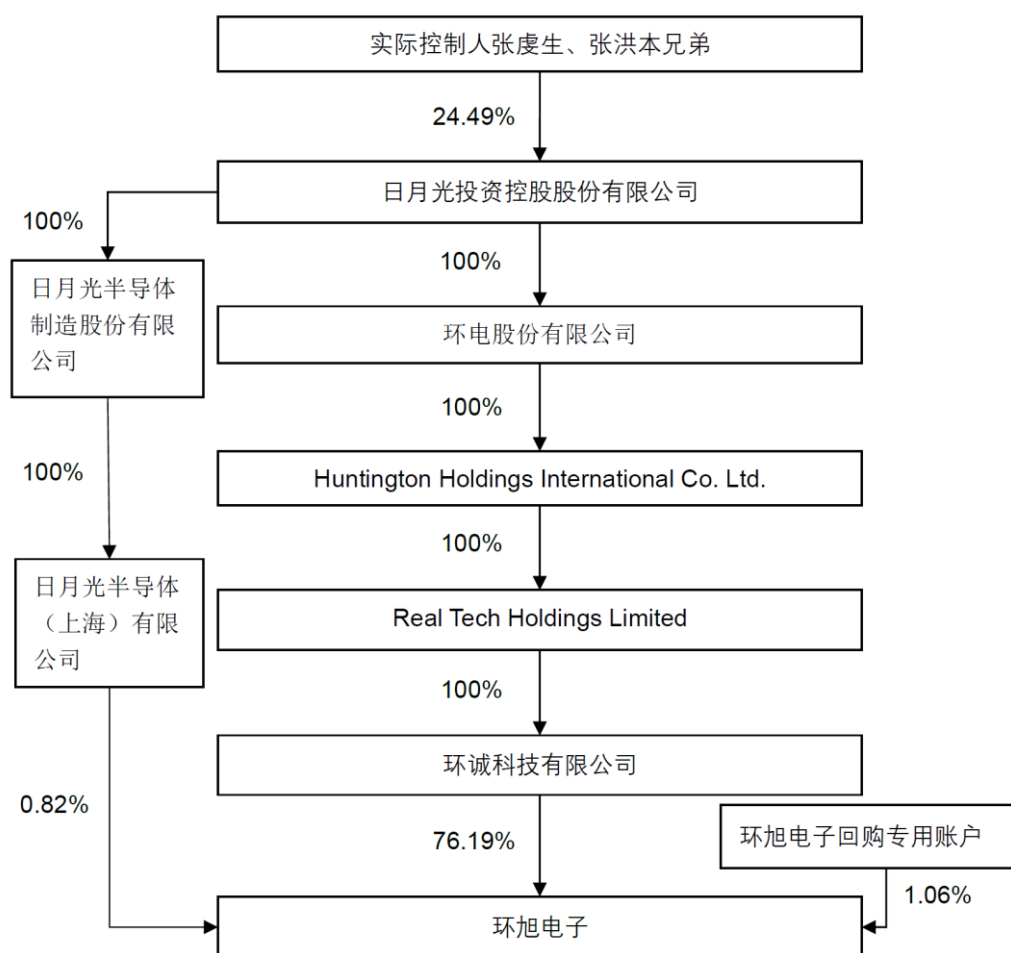 实际控制人张虔生、张洪本兄弟
24.49%
日月光投资控股股份有限公司
100%
100%
日月光半导体
制造股份有限
公司
环电股份有限公司
100%
100%
Huntington Holdings International Co. Ltd.
100%
日月光半导体
（上海）有限
公司
Real Tech Holdings Limited
100%
环诚科技有限公司
0.82%
76.19%
环旭电子回购专用账户
1.06%
环旭电子